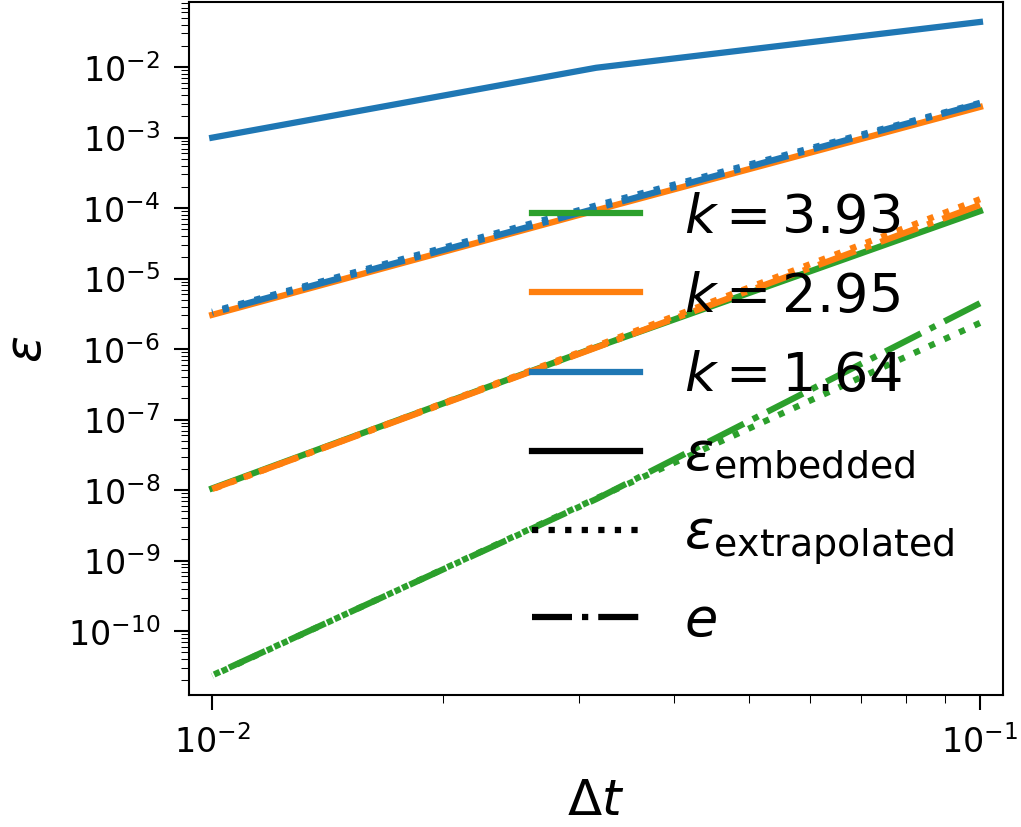 10⁻²
10⁻³
10⁻⁴
10⁻⁵
10⁻⁶
10⁻⁷
10⁻⁸
10⁻⁹
10⁻¹⁰
ε
k = 3.93
k = 2.95
k = 1.64
ε_embedded
ε_extrapolated
e
10⁻² 10⁻¹
Δt